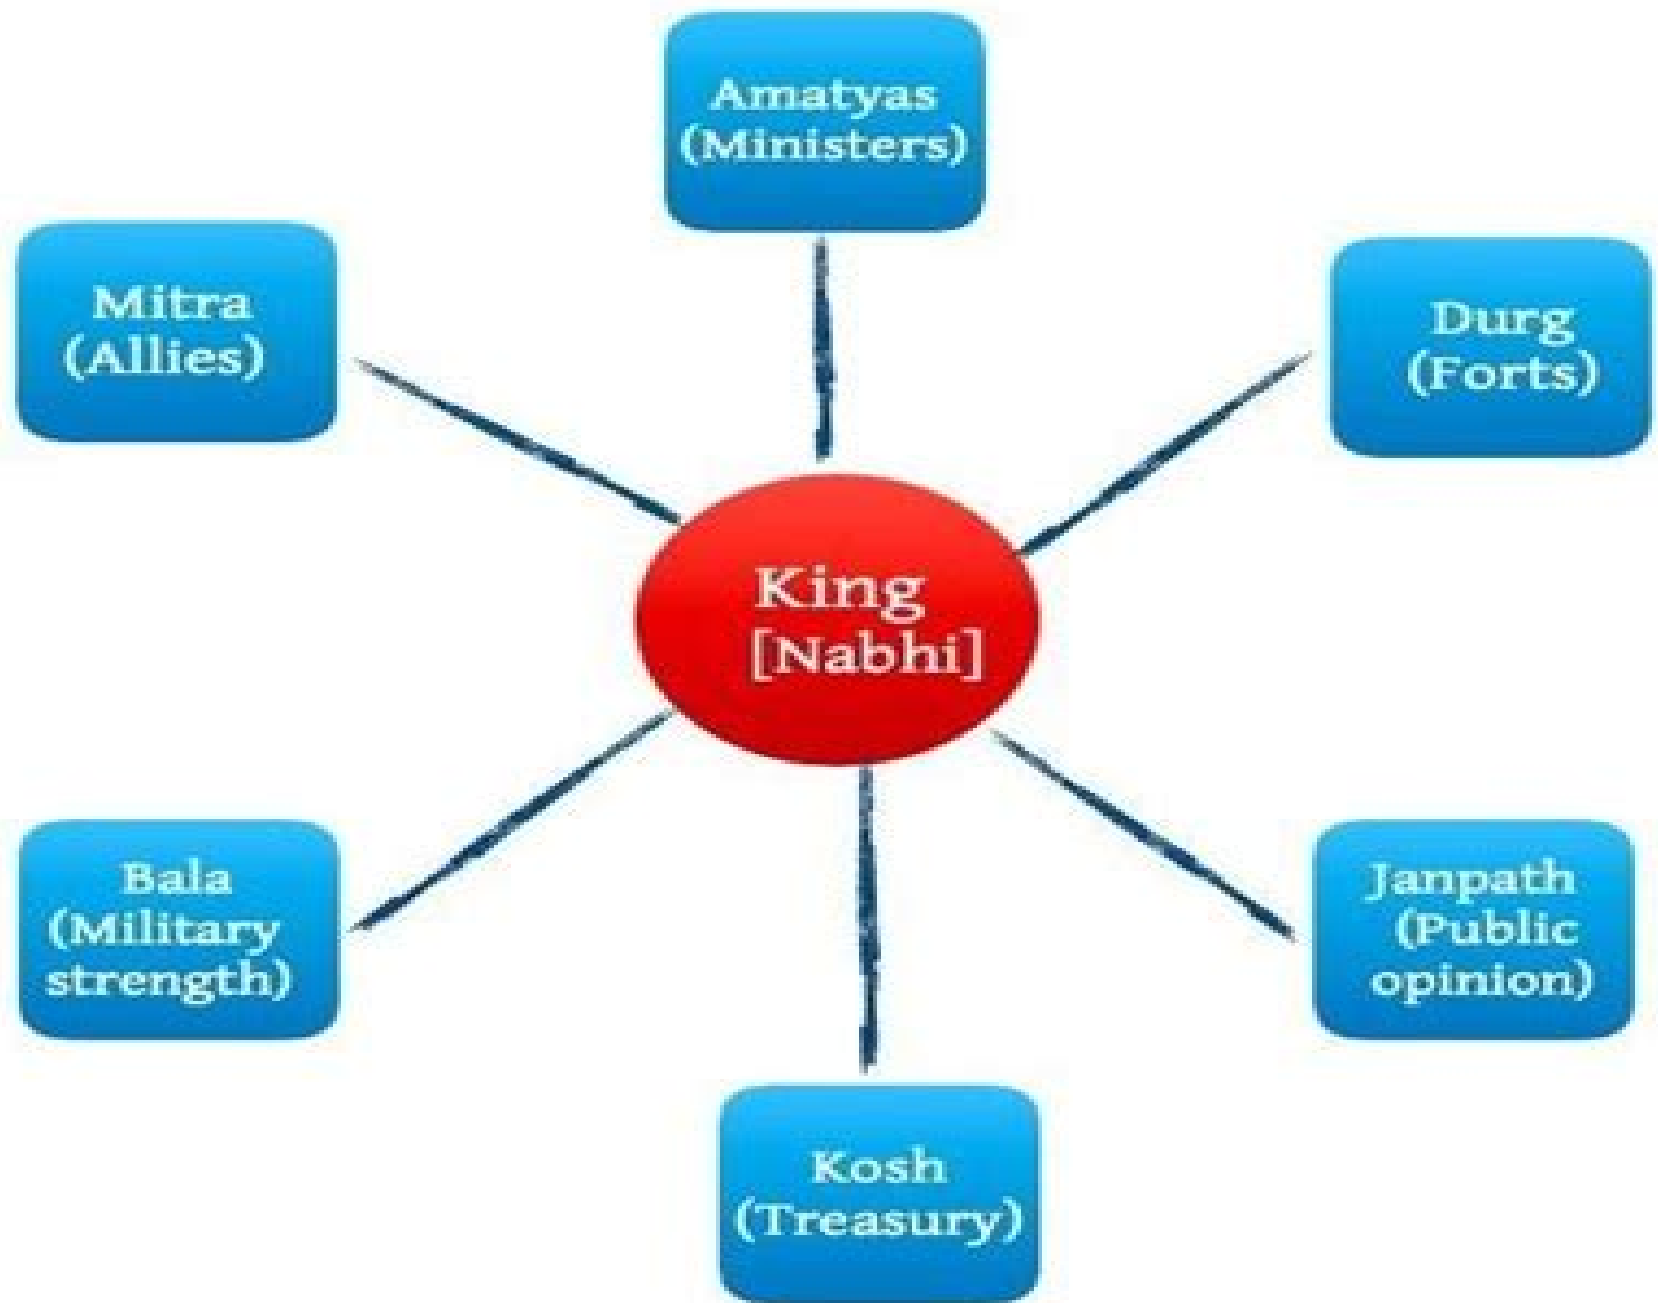 Amatyas
(Ministers)
Mitra
(Allies)
Durg
(Forts)
King
[Nabhi]
Bala
(Military
strength)
Janpath
(Public
opinion)
Kosh
(Treasury)